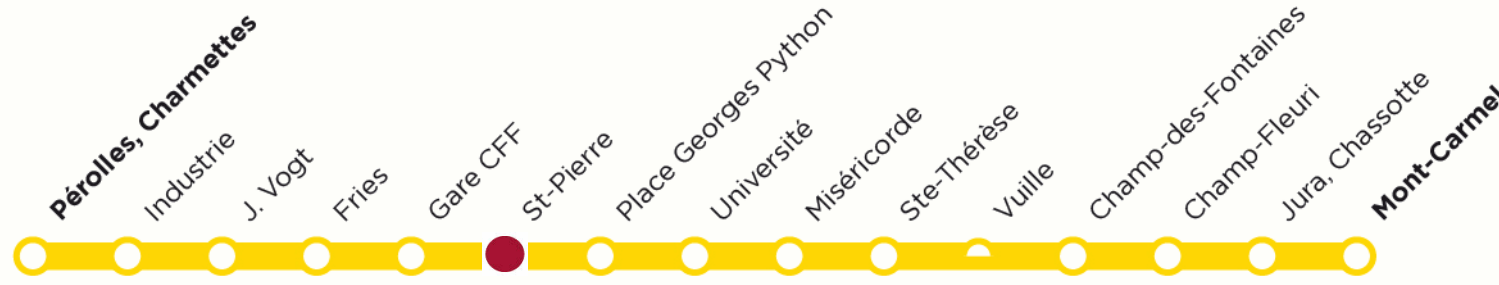 Pérolles, Charmettes
Industrie
J. Vogt
Fries
Gare CFF
St-Pierre
Place Georges Python
Université
Miséricorde
Ste-Thérèse
Vuille
Champ-des-Fontaines
Champ-Fleuri
Jura, Chassotte
Mont-Carmel